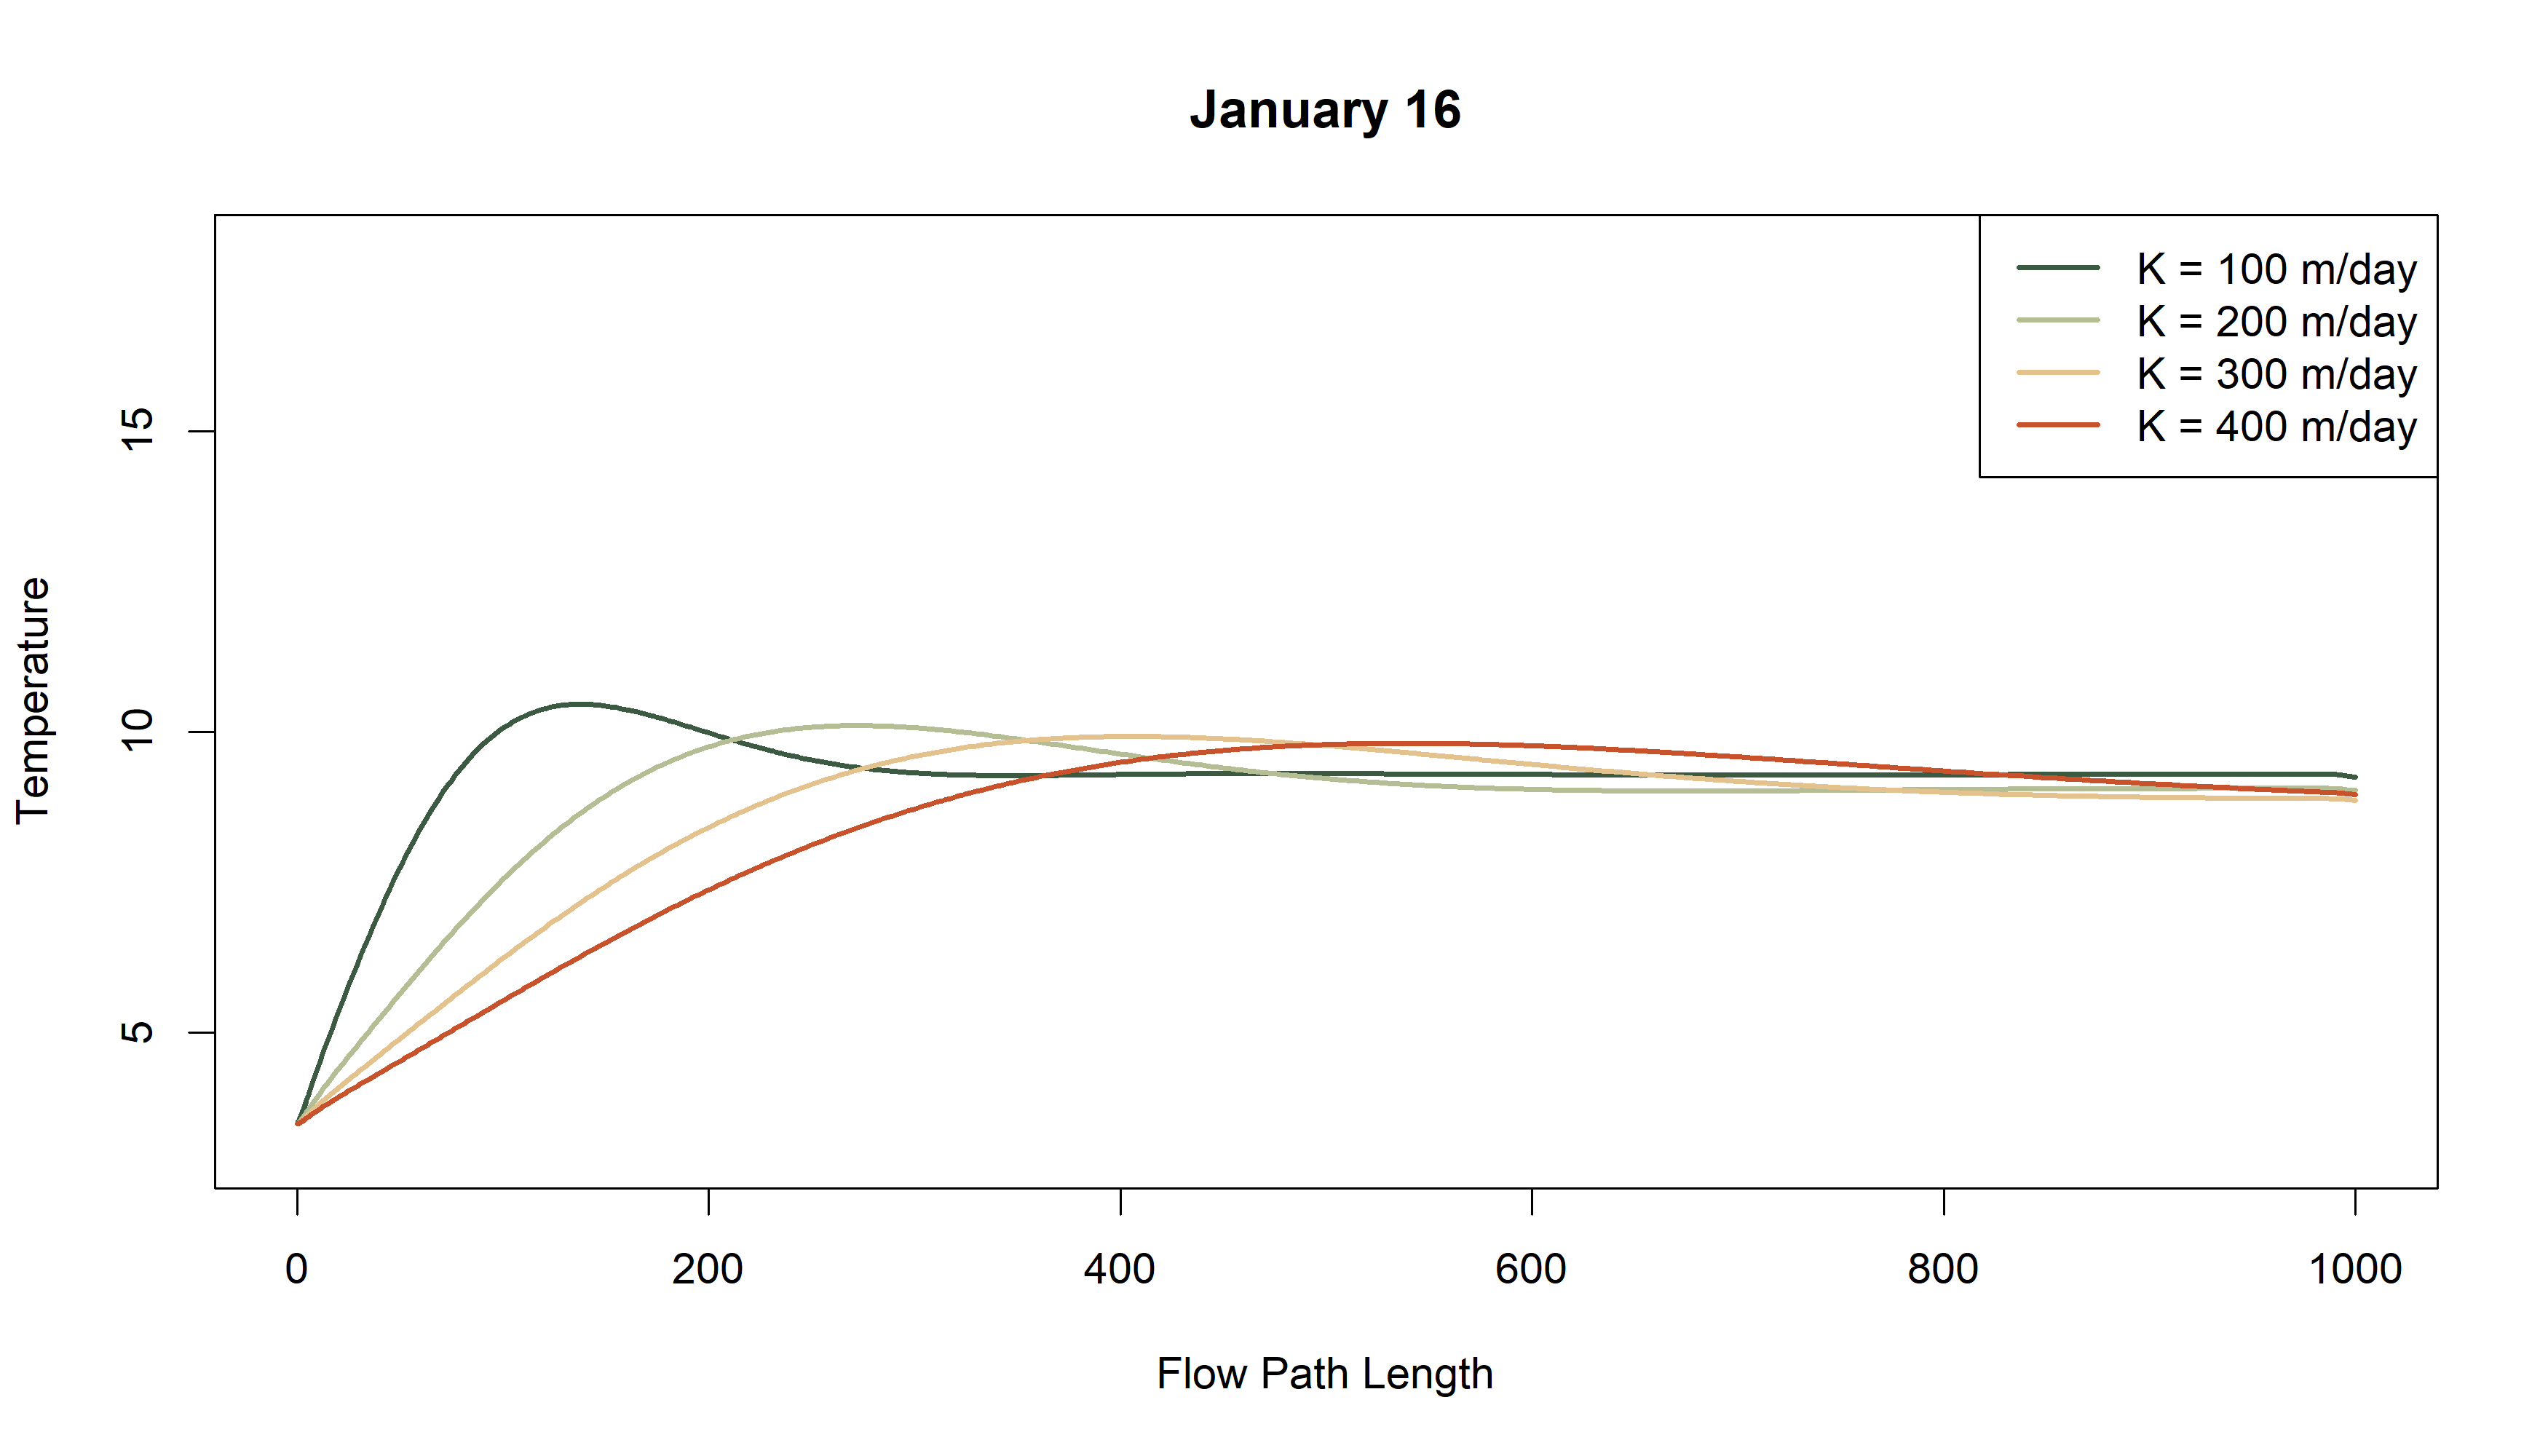 January 16
K = 100 m/day
K = 200 m/day
K = 300 m/day
K = 400 m/day
Temperature
15
10
5
0 200 400 600 800 1000
Flow Path Length